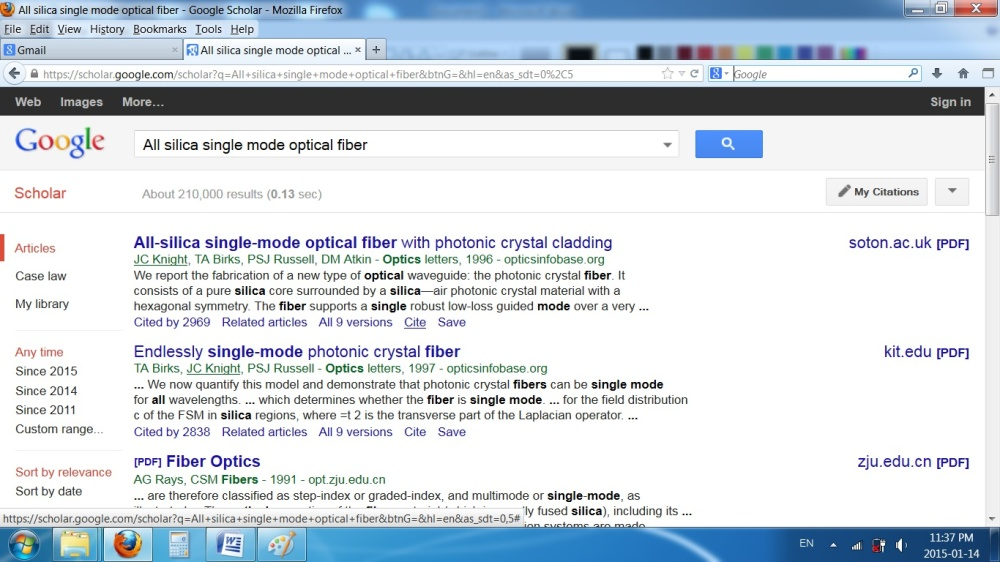 All silica single mode optical fiber - Google Scholar - Mozilla Firefox
File Edit View History Bookmarks Tools Help
Gmail × All silica single mode optical ... × +
https://scholar.google.com/scholar?q=All+silica+single+mode+optical+fiber&btnG=&hl=en&as_sdt=0%2C5 Google
Web Images More... Sign in
Google All silica single mode optical fiber
Scholar About 210,000 results (0.13 sec) My Citations
Articles
Case law
My library
Any time
Since 2015
Since 2014
Since 2011
Custom range...
Sort by relevance
Sort by date
All-silica single-mode optical fiber with photonic crystal cladding soton.ac.uk [PDF]
JC Knight, TA Birks, PSJ Russell, DM Atkin - Optics letters, 1996 - opticsinfobase.org
We report the fabrication of a new type of optical waveguide: the photonic crystal fiber. It
consists of a pure silica core surrounded by a silica—air photonic crystal material with a
hexagonal symmetry. The fiber supports a single robust low-loss guided mode over a very ...
Cited by 2969 Related articles All 9 versions Cite Save
Endlessly single-mode photonic crystal fiber kit.edu [PDF]
TA Birks, JC Knight, PSJ Russell - Optics letters, 1997 - opticsinfobase.org
... We now quantify this model and demonstrate that photonic crystal fibers can be single mode
for all wavelengths. ... which determines whether the fiber is single mode. ... for the field distribution
c of the FSM in silica regions, where =t 2 is the transverse part of the Laplacian operator. ...
Cited by 2838 Related articles All 9 versions Cite Save
[PDF] Fiber Optics zju.edu.cn [PDF]
AG Rays, CSM Fibers - 1991 - opt.zju.edu.cn
... are therefore classified as step-index or graded-index, and multimode or single-mode, as
fused silica), including its ...
https://scholar.google.com/scholar?q=All+silica+single+mode+optical+fiber&btnG=&hl=en&as_sdt=0,5# systems are made
EN 11:37 PM
2015-01-14